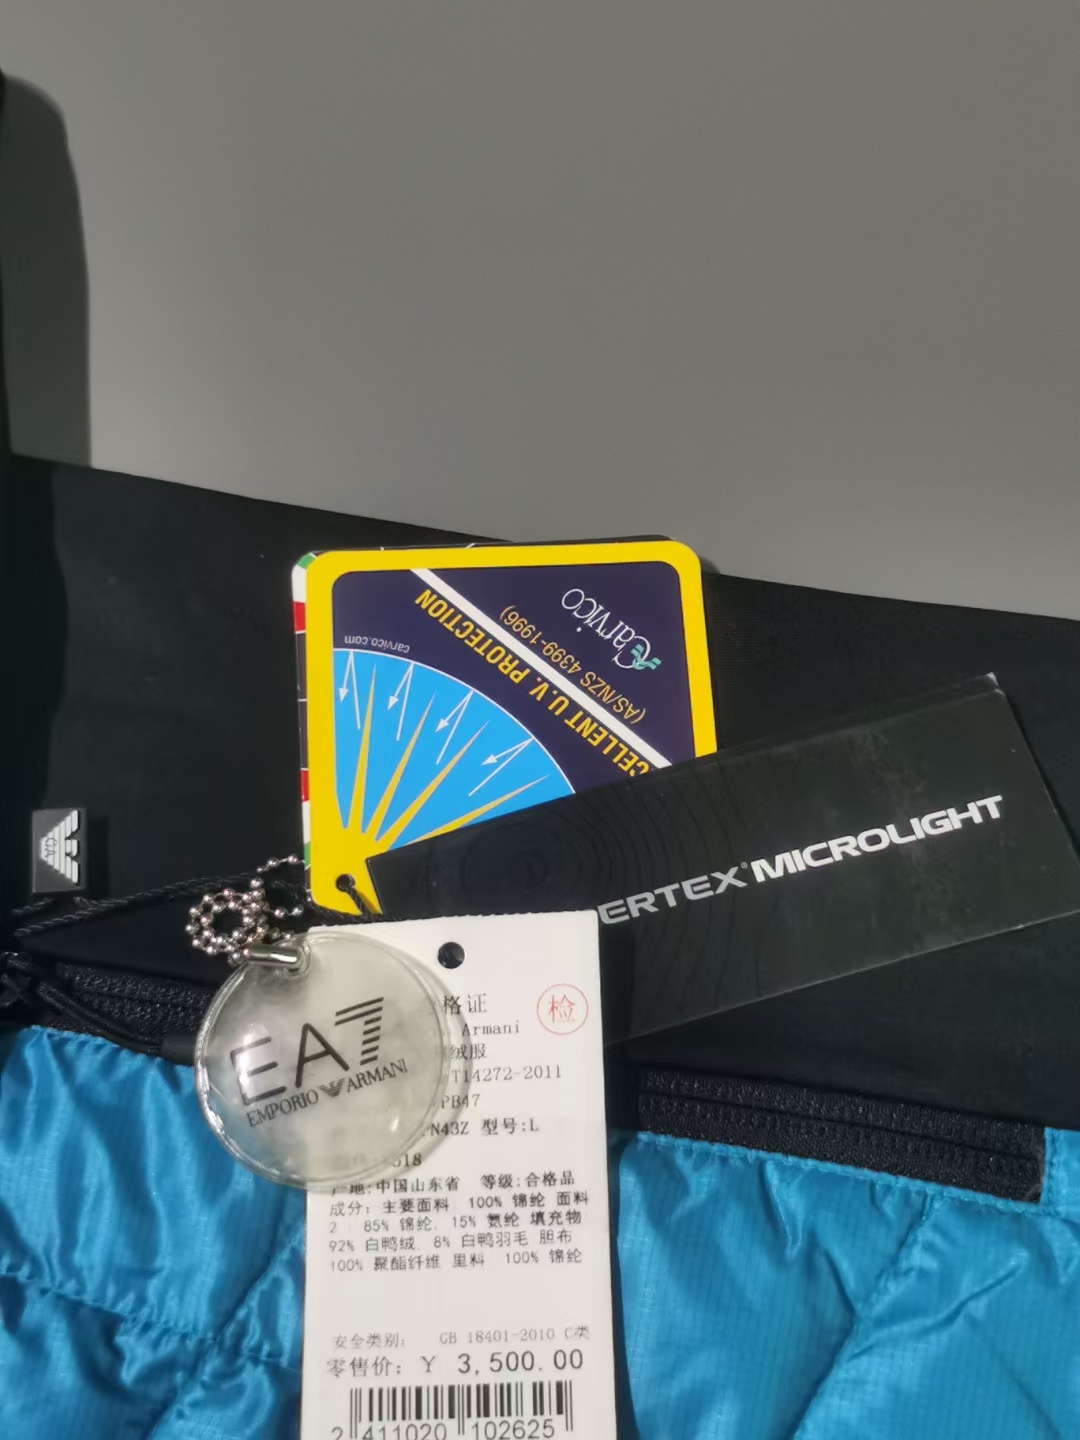 Carvico
(AS/NZS 4399-1996)
CELLENT U.V. PROTECTION
carvico.com
ERTEX® MICROLIGHT
EA7
EMPORIO ARMANI
GA
格证
检
Armani
绒服
T14272-2011
PB47
N43Z 型号:L
518
产地:中国山东省 等级:合格品
成分: 主要面料 100% 锦纶 面料
2 85% 锦纶, 15% 氨纶 填充物
92% 白鸭绒, 8% 白鸭羽毛 胆布
100% 聚酯纤维 里料 100% 锦纶
安全类别: GB 18401-2010 C类
零售价: ¥ 3,500.00
2 411020 102625